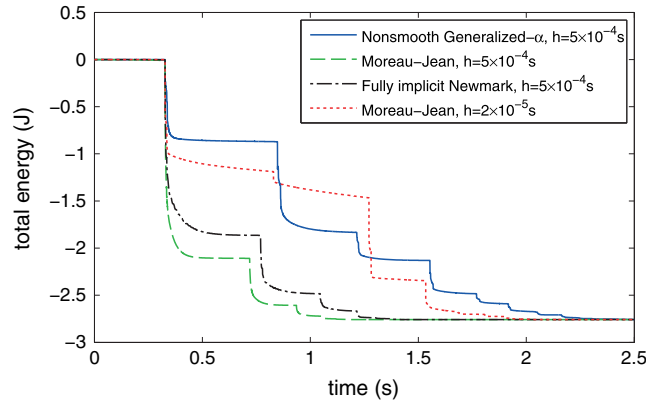 0.5
0
−0.5
−1
−1.5
−2
−2.5
−3
total energy (J)
Nonsmooth Generalized−α, h=5×10⁻⁴s
Moreau−Jean, h=5×10⁻⁴s
Fully implicit Newmark, h=5×10⁻⁴s
Moreau−Jean, h=2×10⁻⁵s
0 0.5 1 1.5 2 2.5
time (s)